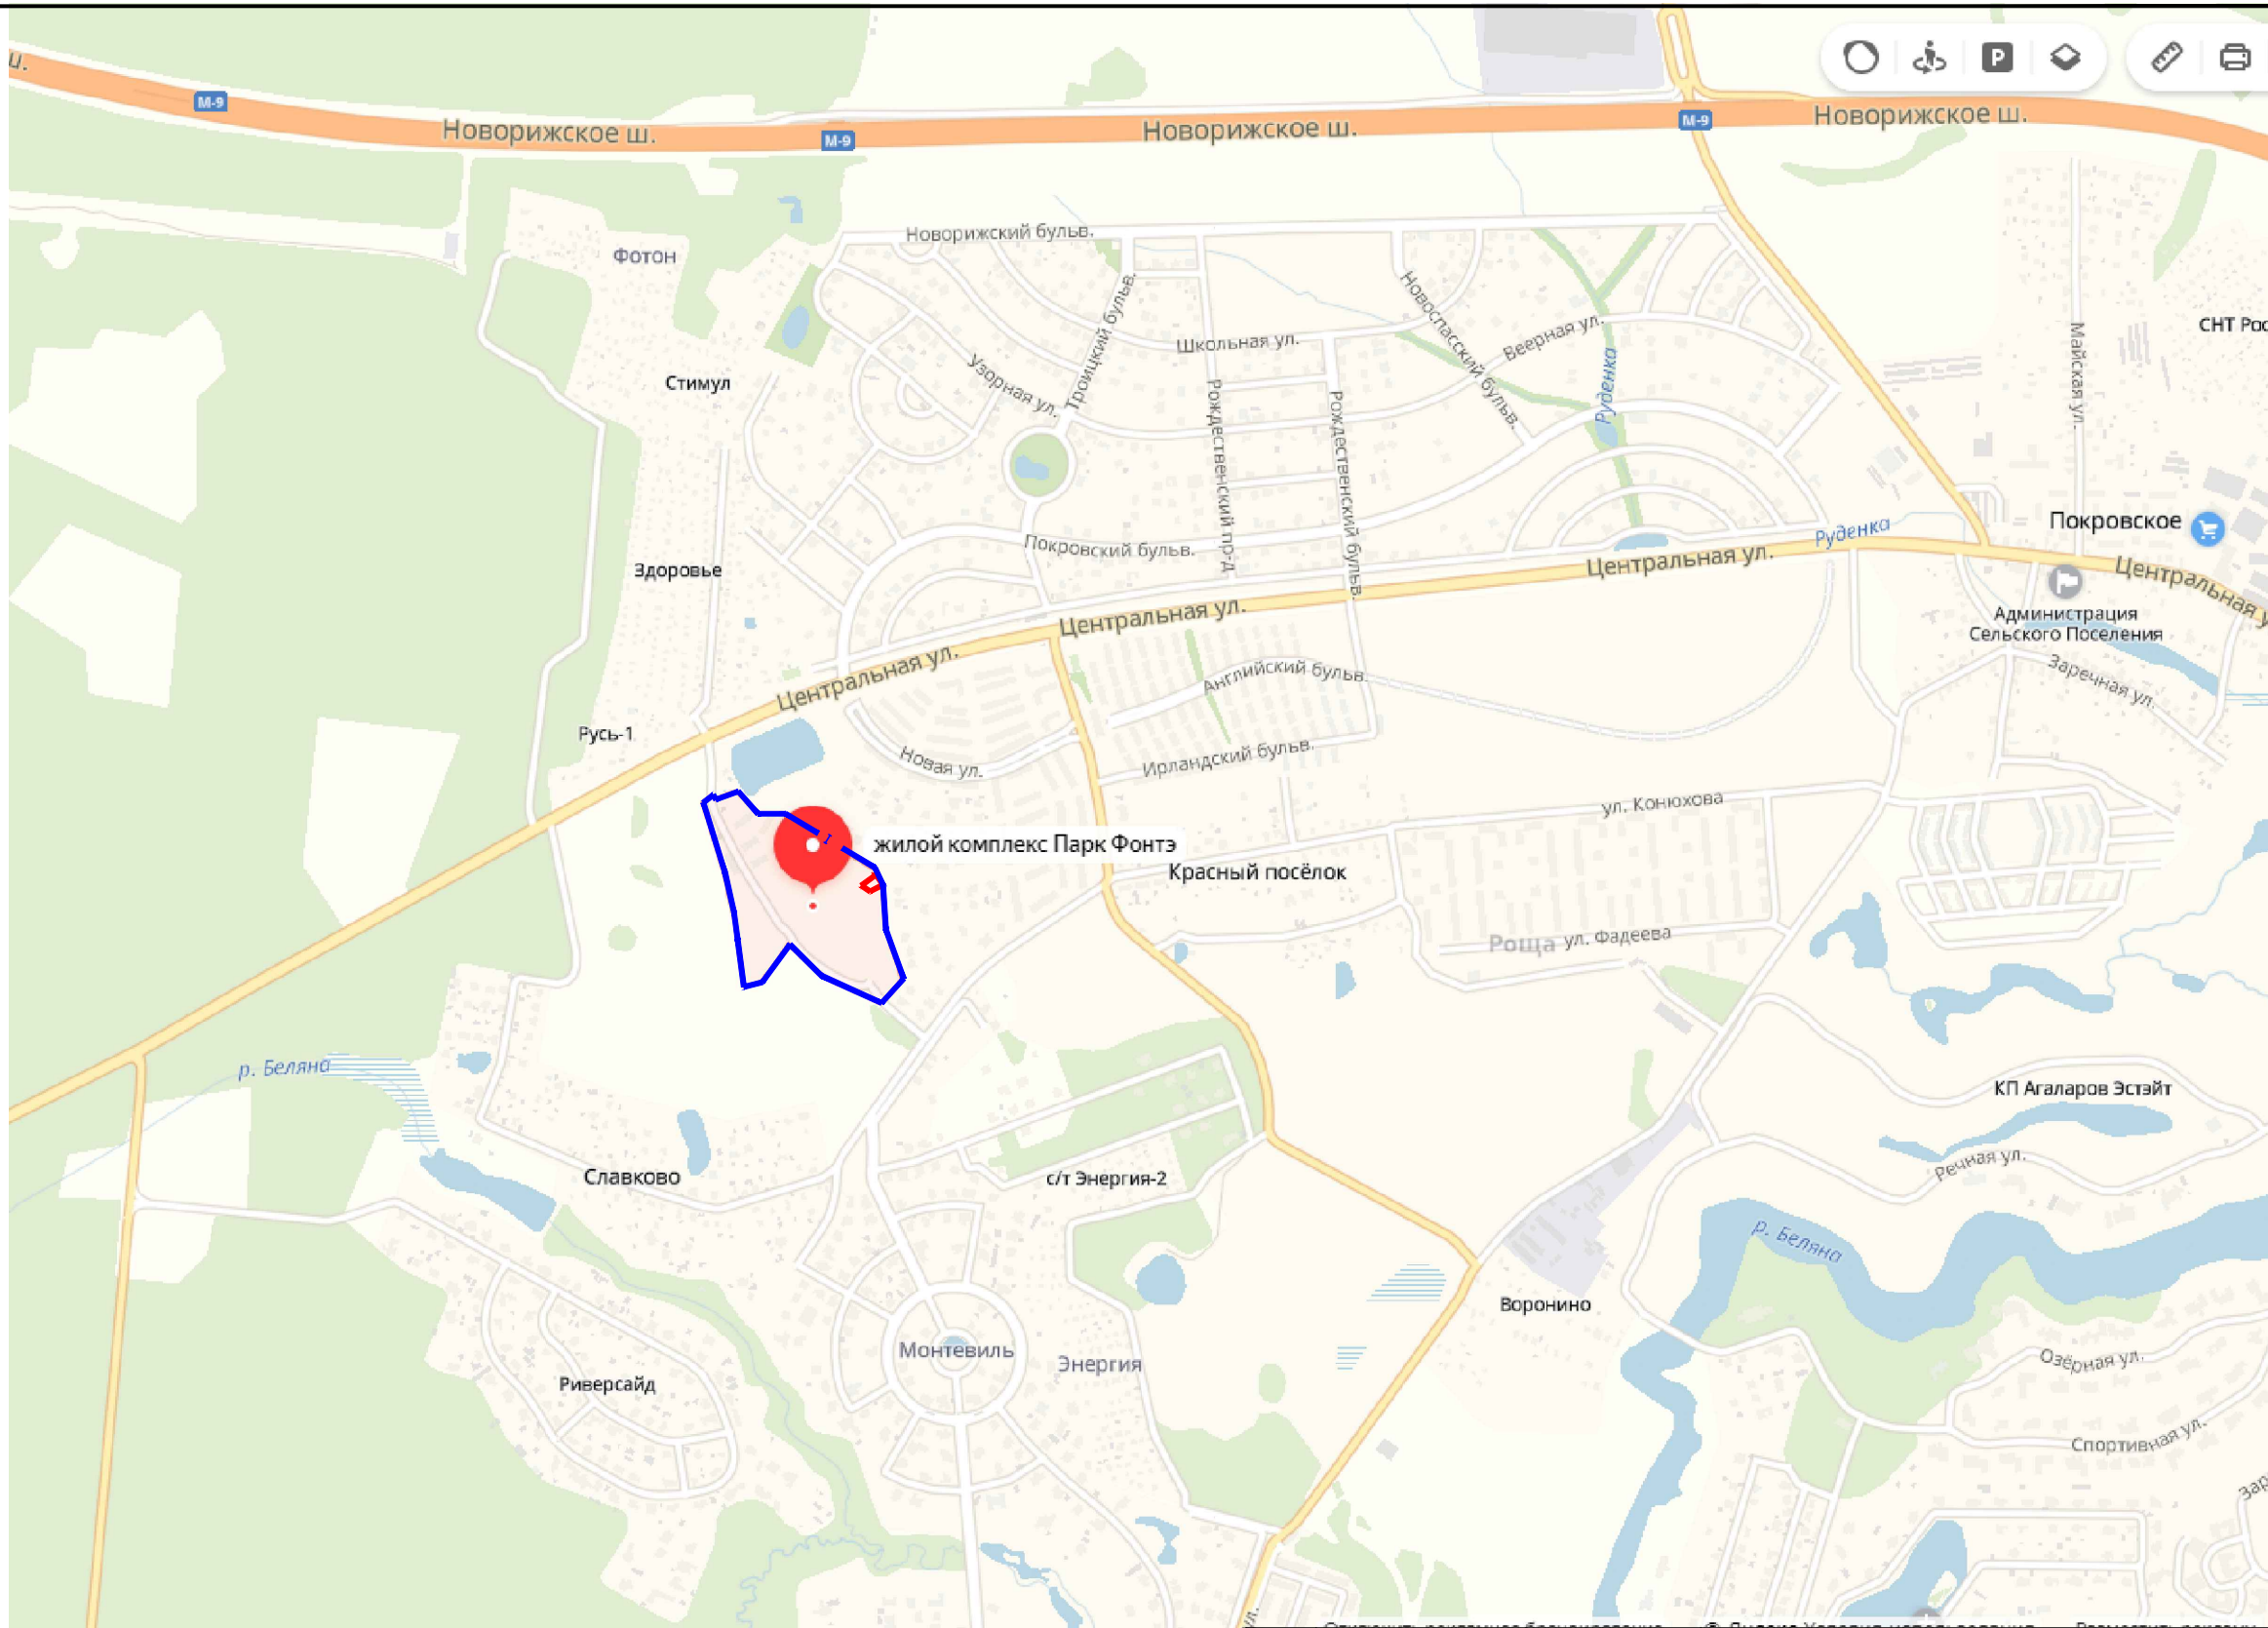 ш.
М-9
Новорижское ш.
М-9
Новорижское ш.
М-9
Новорижское ш.
P
Новорижский бульв.
Фотон
Троицкий бульв.
Новоспасский бульв.
Школьная ул.
Веерная ул.
Руденка
СНТ Рос
Майская ул.
Узорная ул.
Стимул
Рождественский пр-д
Рождественский бульв.
Покровское
Руденка
Покровский бульв.
Центральная ул.
Центральная у
Здоровье
Центральная ул.
Администрация
Сельского Поселения
Центральная ул.
Английский бульв.
Заречная ул.
Русь-1
Новая ул.
Ирландский бульв.
ул. Конюхова
I
жилой комплекс Парк Фонтэ
Красный посёлок
Роща
ул. Фадеева
р. Беляна
КП Агаларов Эстэйт
Славково
с/т Энергия-2
Речная ул.
р. Беляна
Воронино
Монтевиль
Энергия
Риверсайд
Озёрная ул.
Спортивная ул.
Зар
ул.